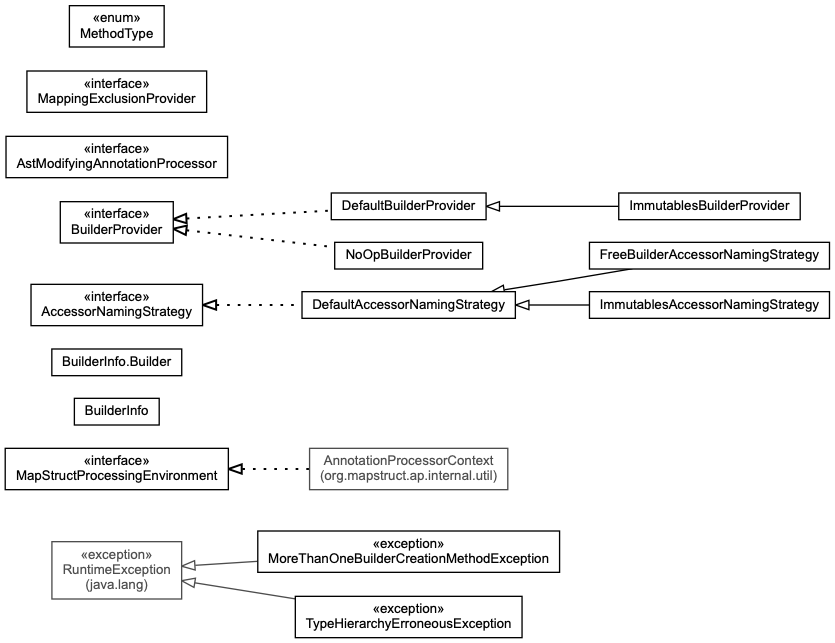 «enum»
MethodType
«interface»
MappingExclusionProvider
«interface»
AstModifyingAnnotationProcessor
«interface»
BuilderProvider
DefaultBuilderProvider
ImmutablesBuilderProvider
NoOpBuilderProvider
FreeBuilderAccessorNamingStrategy
«interface»
AccessorNamingStrategy
DefaultAccessorNamingStrategy
ImmutablesAccessorNamingStrategy
BuilderInfo.Builder
BuilderInfo
«interface»
MapStructProcessingEnvironment
AnnotationProcessorContext
(org.mapstruct.ap.internal.util)
«exception»
RuntimeException
(java.lang)
«exception»
MoreThanOneBuilderCreationMethodException
«exception»
TypeHierarchyErroneousException